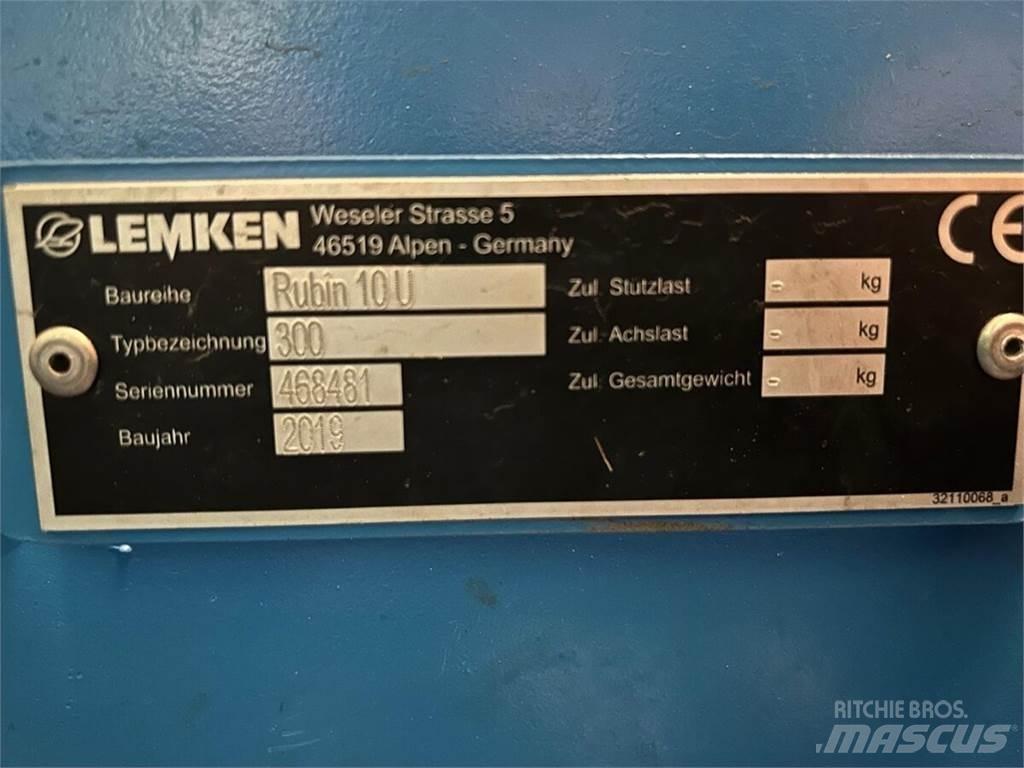 LEMKEN
Weseler Strasse 5
46519 Alpen - Germany
CE
Baureihe Rubin 10 U
Typbezeichnung 300
Seriennummer 468481
Baujahr 2019
Zul. Stützlast - kg
Zul. Achslast - kg
Zul. Gesamtgewicht - kg
32110068_a
RITCHIE BROS.
MASCUS